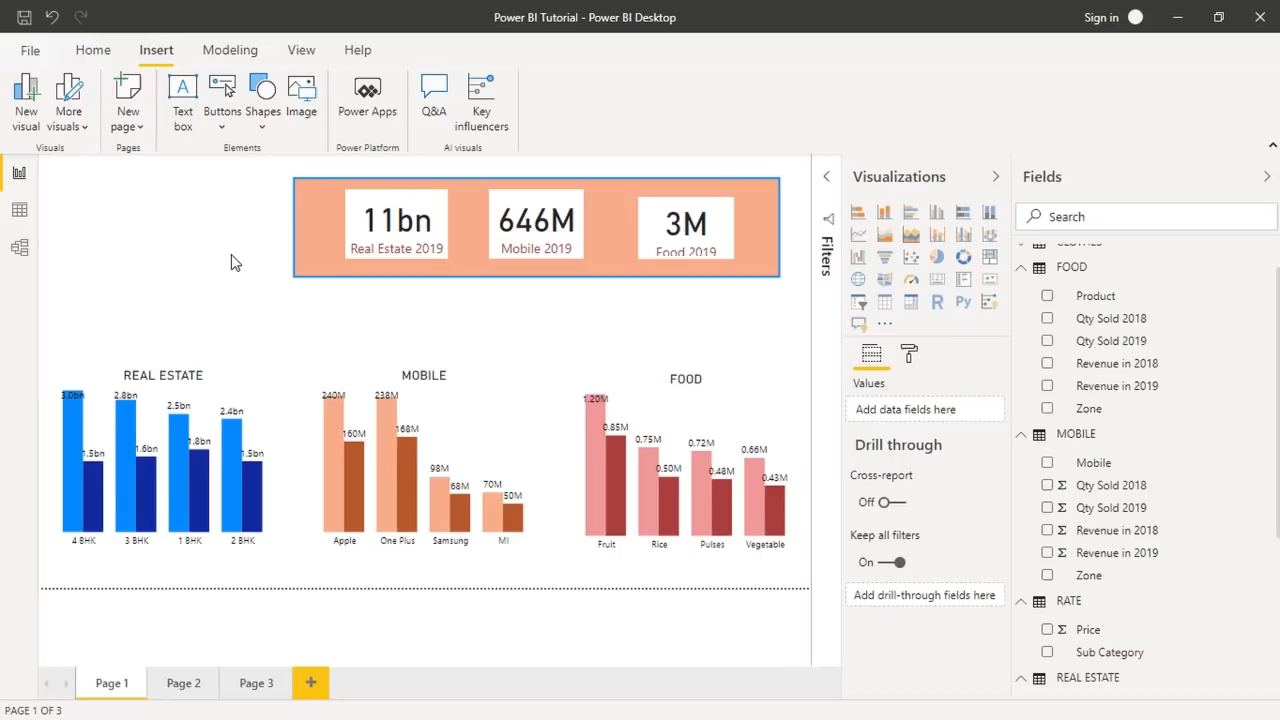 Power BI Tutorial - Power BI Desktop
Sign in
File Home Insert Modeling View Help
New visual
More visuals
New page
Text box
Buttons
Shapes
Image
Power Apps
Q&A
Key influencers
Visuals
Pages
Elements
Power Platform
AI visuals
11bn
Real Estate 2019
646M
Mobile 2019
3M
Food 2019
REAL ESTATE
3.0bn
1.5bn
2.8bn
1.6bn
2.5bn
1.8bn
2.4bn
1.5bn
4 BHK 3 BHK 1 BHK 2 BHK
MOBILE
240M
160M
238M
168M
98M
68M
70M
50M
Apple One Plus Samsung MI
FOOD
1.20M
0.85M
0.75M
0.50M
0.72M
0.48M
0.66M
0.43M
Fruit Rice Pulses Vegetable
Filters
Visualizations
R
Py
Values
Add data fields here
Drill through
Cross-report
Off
Keep all filters
On
Add drill-through fields here
Fields
Search
CLOTHES
FOOD
Product
Qty Sold 2018
Qty Sold 2019
Revenue in 2018
Revenue in 2019
Zone
MOBILE
Mobile
Σ Qty Sold 2018
Σ Qty Sold 2019
Σ Revenue in 2018
Σ Revenue in 2019
Zone
RATE
Σ Price
Sub Category
REAL ESTATE
Page 1 Page 2 Page 3 +
PAGE 1 OF 3